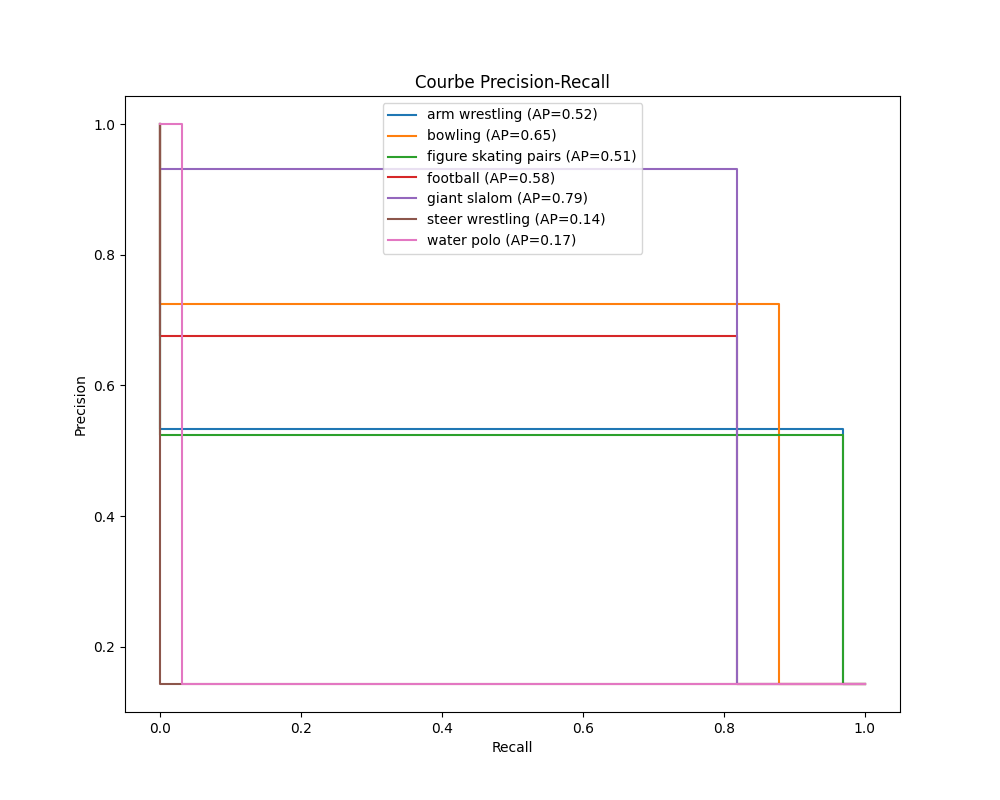 Courbe Precision-Recall
arm wrestling (AP=0.52)
bowling (AP=0.65)
figure skating pairs (AP=0.51)
football (AP=0.58)
giant slalom (AP=0.79)
steer wrestling (AP=0.14)
water polo (AP=0.17)
Precision
1.0
0.8
0.6
0.4
0.2
0.0 0.2 0.4 0.6 0.8 1.0
Recall